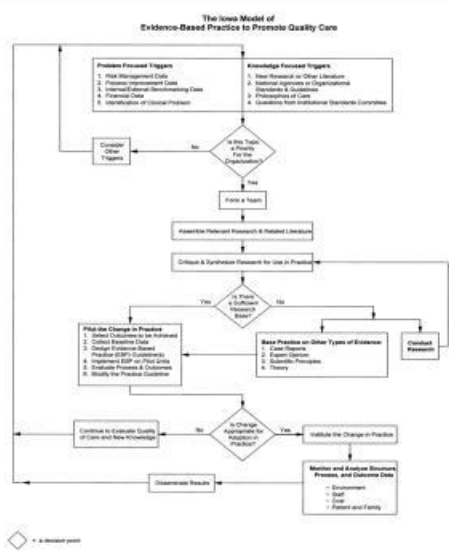 The Iowa Model of
Evidence-Based Practice to Promote Quality Care
Problem Focused Triggers
1. Risk Management Data
2. Process Improvement Data
3. Internal/External Benchmarking Data
4. Financial Data
5. Identification of Clinical Problem
Knowledge Focused Triggers
1. New Research or Other Literature
2. National Agencies or Organizational
Standards & Guidelines
3. Philosophies of Care
4. Questions from Institutional Standards Committee
Consider
Other
Triggers
No
Is this Topic
a Priority
For the
Organization?
Yes
Form a Team
Assemble Relevant Research & Related Literature
Critique & Synthesize Research for Use in Practice
Yes
Is There
a Sufficient
Research
Base?
No
Pilot the Change in Practice
1. Select Outcomes to be Achieved
2. Collect Baseline Data
3. Design Evidence-Based
Practice (EBP) Guideline(s)
4. Implement EBP on Pilot Units
5. Evaluate Process & Outcomes
6. Modify the Practice Guideline
Base Practice on Other Types of Evidence:
1. Case Reports
2. Expert Opinion
3. Scientific Principles
4. Theory
Conduct
Research
Continue to Evaluate Quality
of Care and New Knowledge
No
Is Change
Appropriate for
Adoption in
Practice?
Yes
Institute the Change in Practice
Disseminate Results
Monitor and Analyze Structure,
Process, and Outcome Data
- Environment
- Staff
- Cost
- Patient and Family
= a decision point